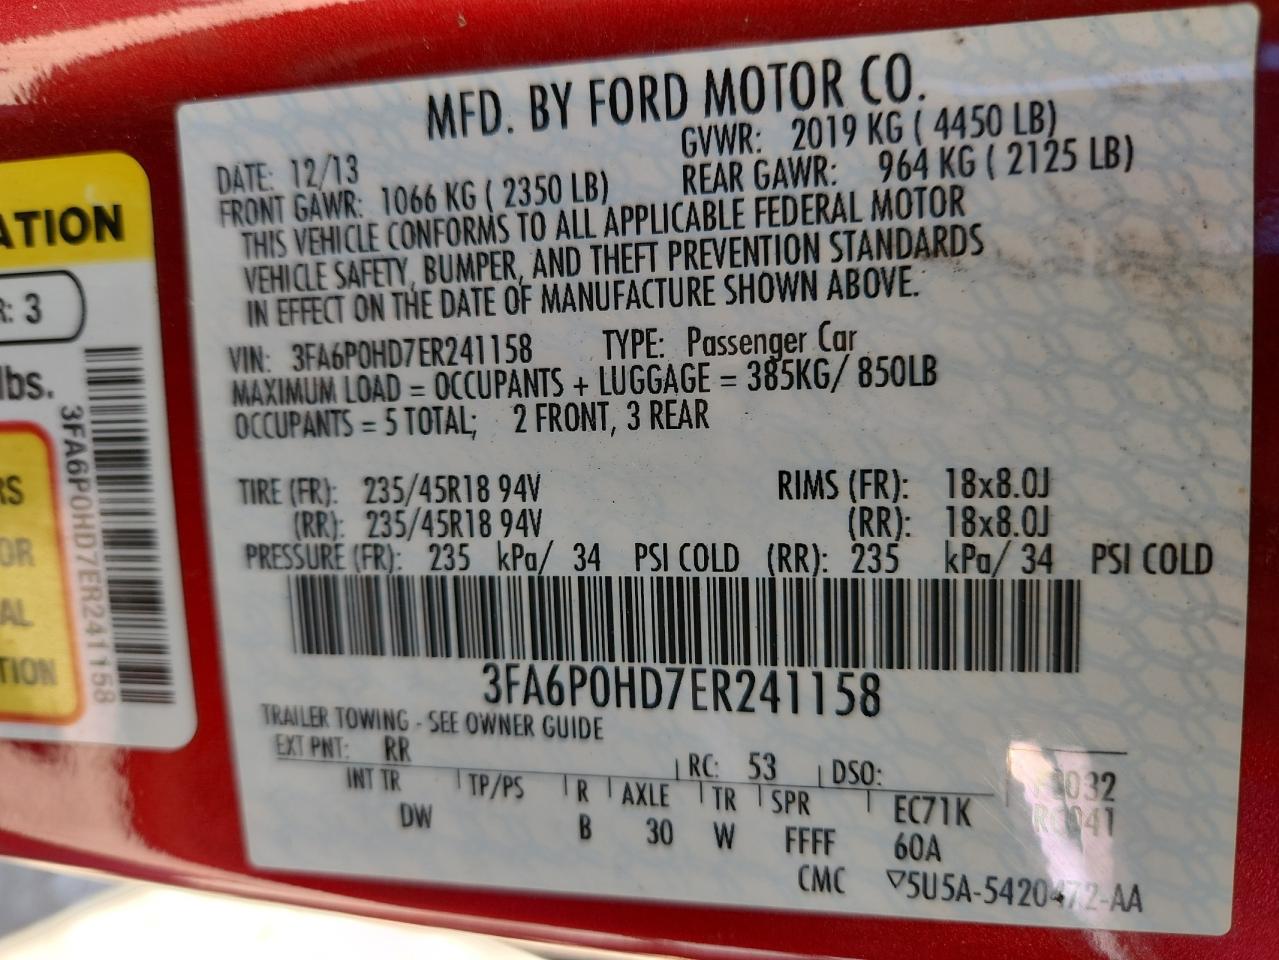 MFD. BY FORD MOTOR CO.
DATE: 12/13 GVWR: 2019 KG ( 4450 LB)
FRONT GAWR: 1066 KG ( 2350 LB) REAR GAWR: 964 KG ( 2125 LB)
THIS VEHICLE CONFORMS TO ALL APPLICABLE FEDERAL MOTOR
VEHICLE SAFETY, BUMPER, AND THEFT PREVENTION STANDARDS
IN EFFECT ON THE DATE OF MANUFACTURE SHOWN ABOVE.
VIN: 3FA6P0HD7ER241158 TYPE: Passenger Car
MAXIMUM LOAD = OCCUPANTS + LUGGAGE = 385KG/ 850LB
OCCUPANTS = 5 TOTAL; 2 FRONT, 3 REAR
TIRE (FR): 235/45R18 94V RIMS (FR): 18x8.0J
(RR): 235/45R18 94V (RR): 18x8.0J
PRESSURE (FR): 235 kPa/ 34 PSI COLD (RR): 235 kPa/ 34 PSI COLD
3FA6P0HD7ER241158
TRAILER TOWING - SEE OWNER GUIDE
EXT PNT: RR RC: 53 DSO:
INT TR TP/PS R AXLE TR SPR EC71K
DW B 30 W FFFF 60A
CMC ▽5U5A-5420472-AA
ATION
R: 3
lbs.
RS
OR
AL
TION
3FA6P0HD7ER241158